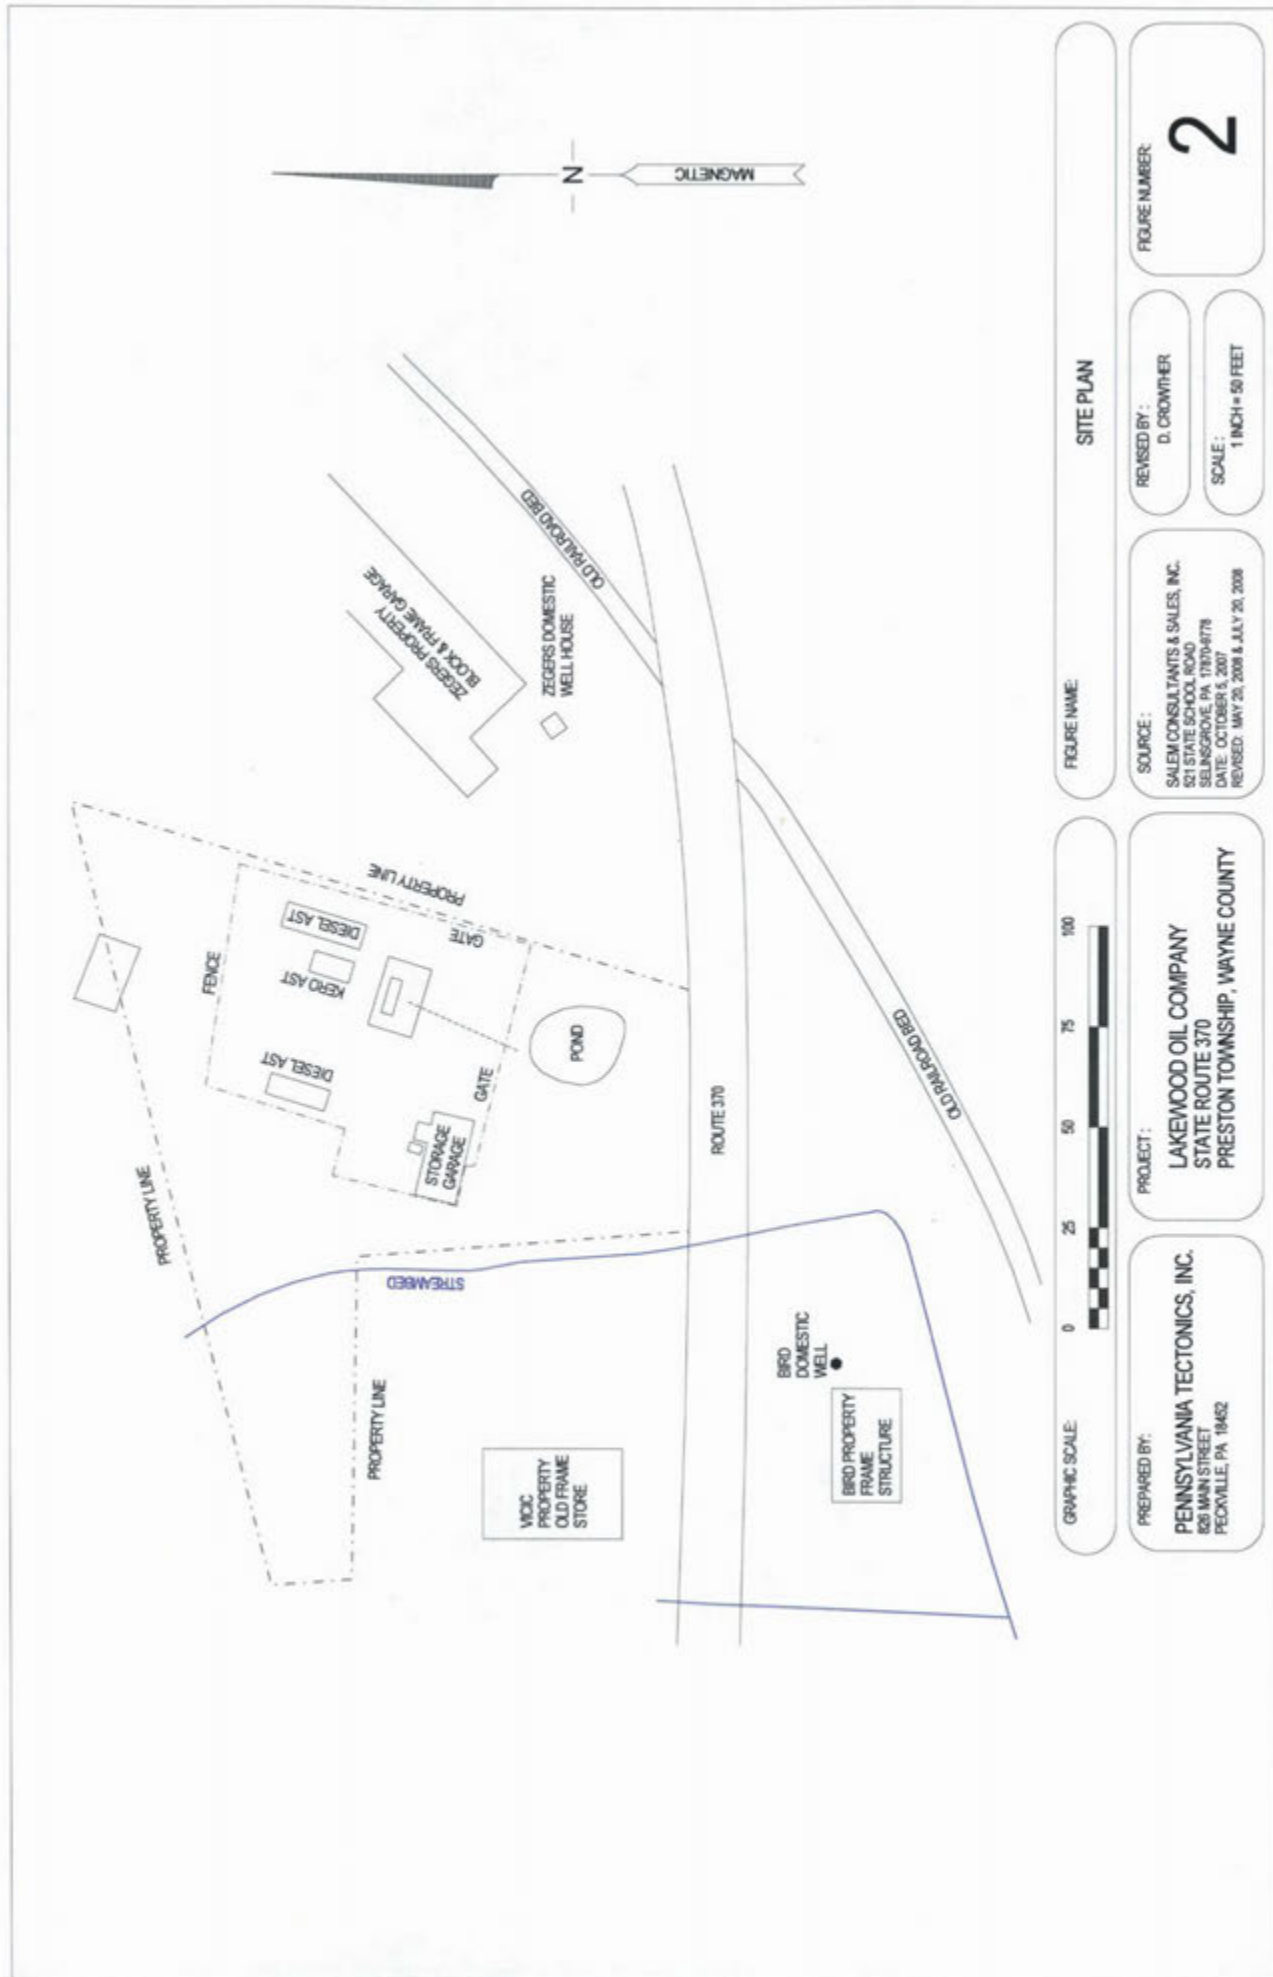 PROPERTY LINE
FENCE
DIESEL AST
KERO AST
DIESEL AST
PROPERTY LINE
GATE
GATE
STORAGE
GARAGE
POND
STREAMBED
PROPERTY LINE
ZEGERS PROPERTY
BLOCK & FRAME GARAGE
ZEGERS DOMESTIC
WELL HOUSE
OLD RAILROAD BED
N
MAGNETIC
VICIC
PROPERTY
OLD FRAME
STORE
ROUTE 370
BIRD
DOMESTIC
WELL
BIRD PROPERTY
FRAME
STRUCTURE
OLD RAILROAD BED
GRAPHIC SCALE:
0 25 50 75 100
FIGURE NAME:
SITE PLAN
PREPARED BY:
PENNSYLVANIA TECTONICS, INC.
826 MAIN STREET
PECKVILLE, PA 18452
PROJECT :
LAKEWOOD OIL COMPANY
STATE ROUTE 370
PRESTON TOWNSHIP, WAYNE COUNTY
SOURCE :
SALEM CONSULTANTS & SALES, INC.
521 STATE SCHOOL ROAD
SELINSGROVE, PA 17870-9778
DATE: OCTOBER 5, 2007
REVISED: MAY 20, 2008 & JULY 20, 2008
REVISED BY :
D. CROWTHER
SCALE :
1 INCH = 50 FEET
FIGURE NUMBER:
2